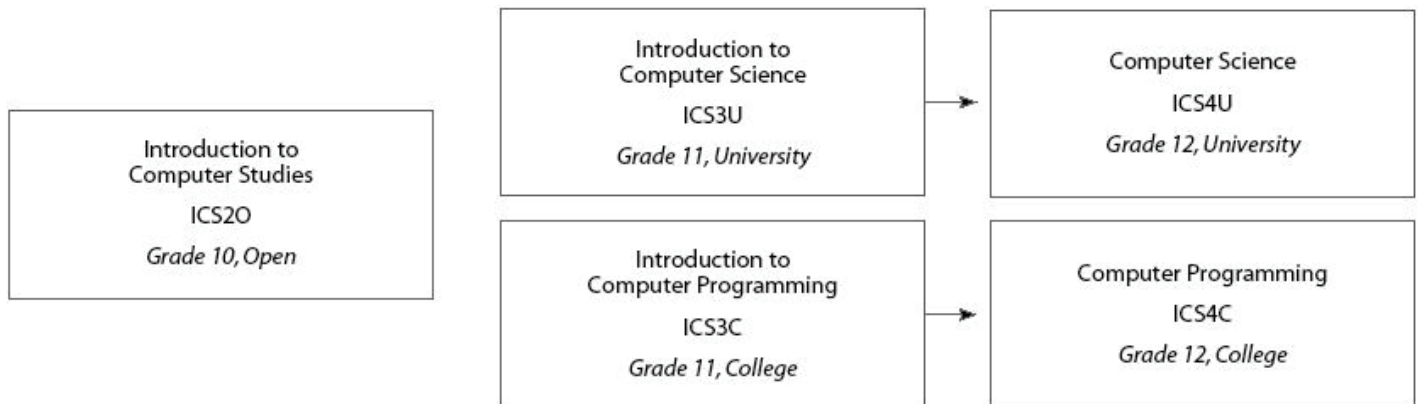 Introduction to
Computer Studies
ICS2O
Grade 10, Open
Introduction to
Computer Science
ICS3U
Grade 11, University
Computer Science
ICS4U
Grade 12, University
Introduction to
Computer Programming
ICS3C
Grade 11, College
Computer Programming
ICS4C
Grade 12, College